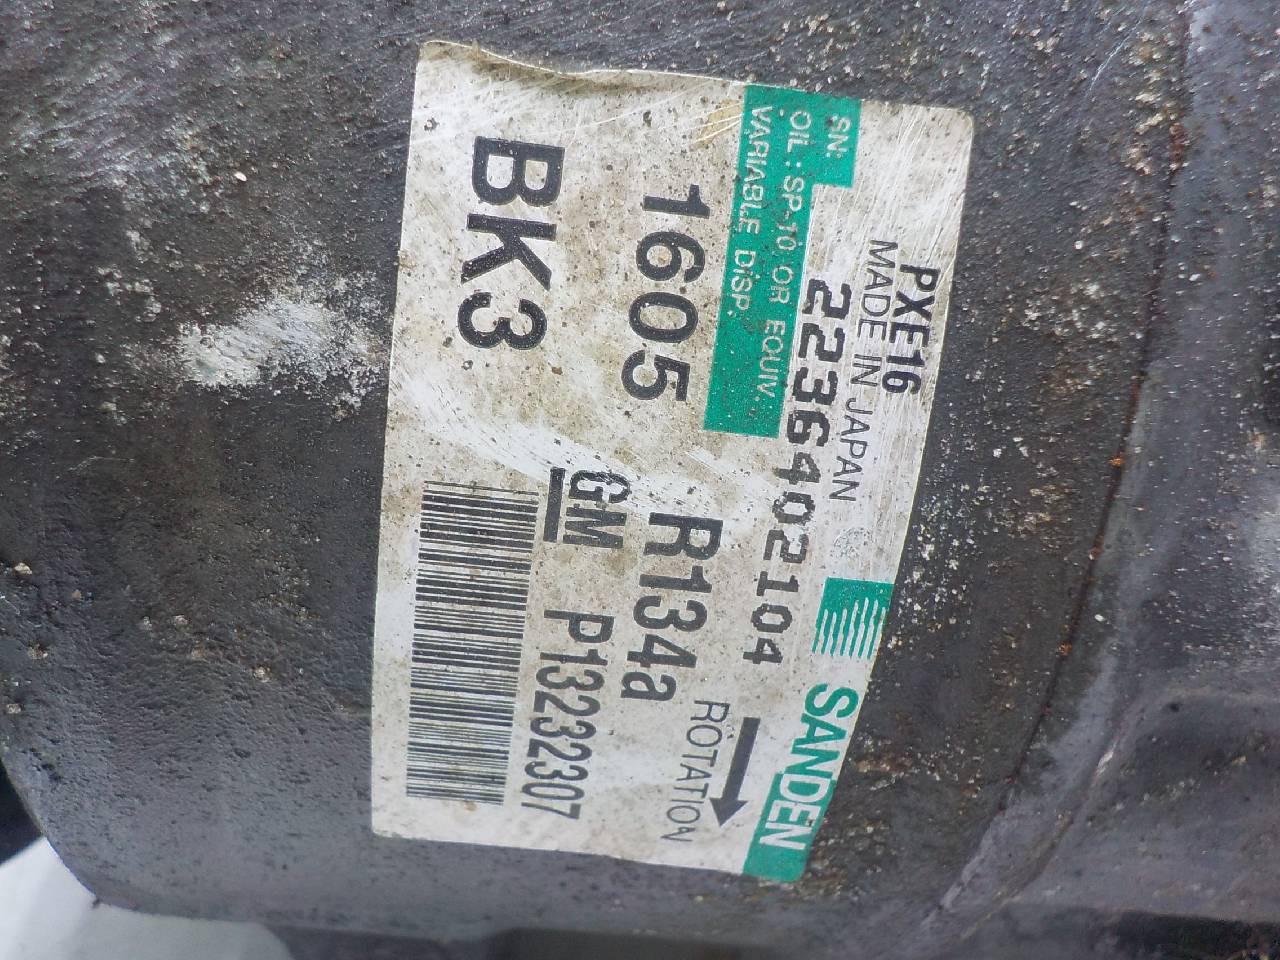 PXE16
MADE IN JAPAN
SANDEN
SN:
2236402104
OIL: SP-10 OR EQUIV.
VARIABLE DISP.
ROTATION
1605
R134a
GM
P13232307
BK3